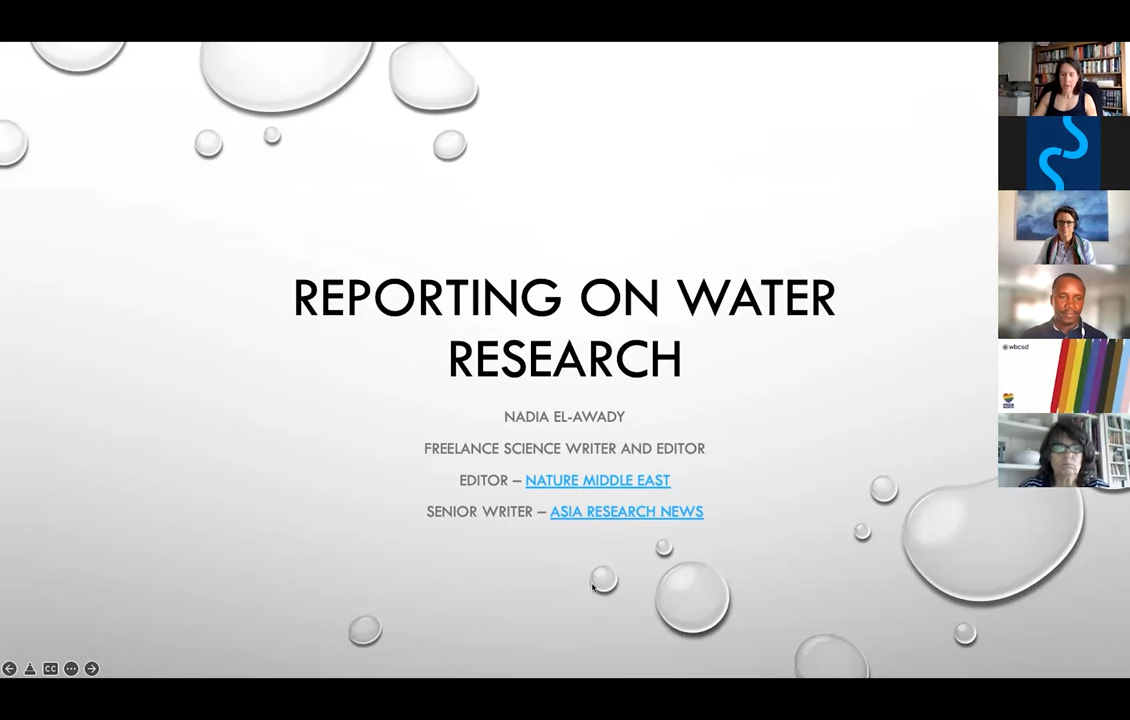 REPORTING ON WATER
RESEARCH
NADIA EL-AWADY
FREELANCE SCIENCE WRITER AND EDITOR
EDITOR – NATURE MIDDLE EAST
SENIOR WRITER – ASIA RESEARCH NEWS
wbcsd
CC